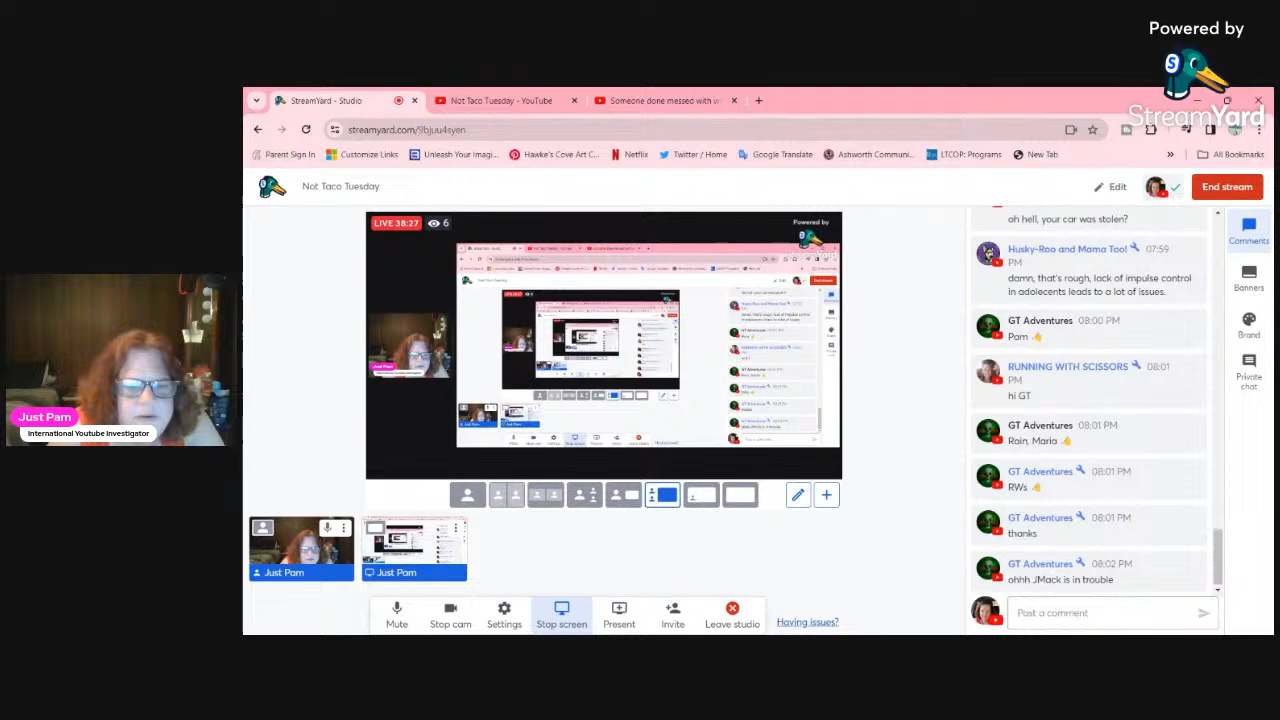 Powered by
StreamYard
StreamYard - Studio
Not Taco Tuesday - YouTube
Someone done messed with w
streamyard.com/9bjuu4syen
Parent Sign In
Customize Links
Unleash Your Imagi...
Hawke's Cove Art C...
Netflix
Twitter / Home
Google Translate
Ashworth Communi...
LTCOP: Programs
New Tab
»
All Bookmarks
Not Taco Tuesday
Edit
End stream
LIVE 38:27
6
Powered by
Just Pam
International Youtube Investigator
Just Pam
Just Pam
Mute
Stop cam
Settings
Stop screen
Present
Invite
Leave studio
Having issues?
oh hell, your car was stolen?
Husky-Roo and Mama Too! 07:59
PM
damn, that's rough, lack of impulse control
in adolecents leads to a lot of issues.
GT Adventures 08:00 PM
Pam
RUNNING WITH SCISSORS 08:01
PM
hi GT
GT Adventures 08:01 PM
Rain, Maria
GT Adventures 08:01 PM
RWs
GT Adventures 08:01 PM
thanks
GT Adventures 08:02 PM
ohhh JMack is in trouble
Post a comment
Comments
Banners
Brand
Private
chat